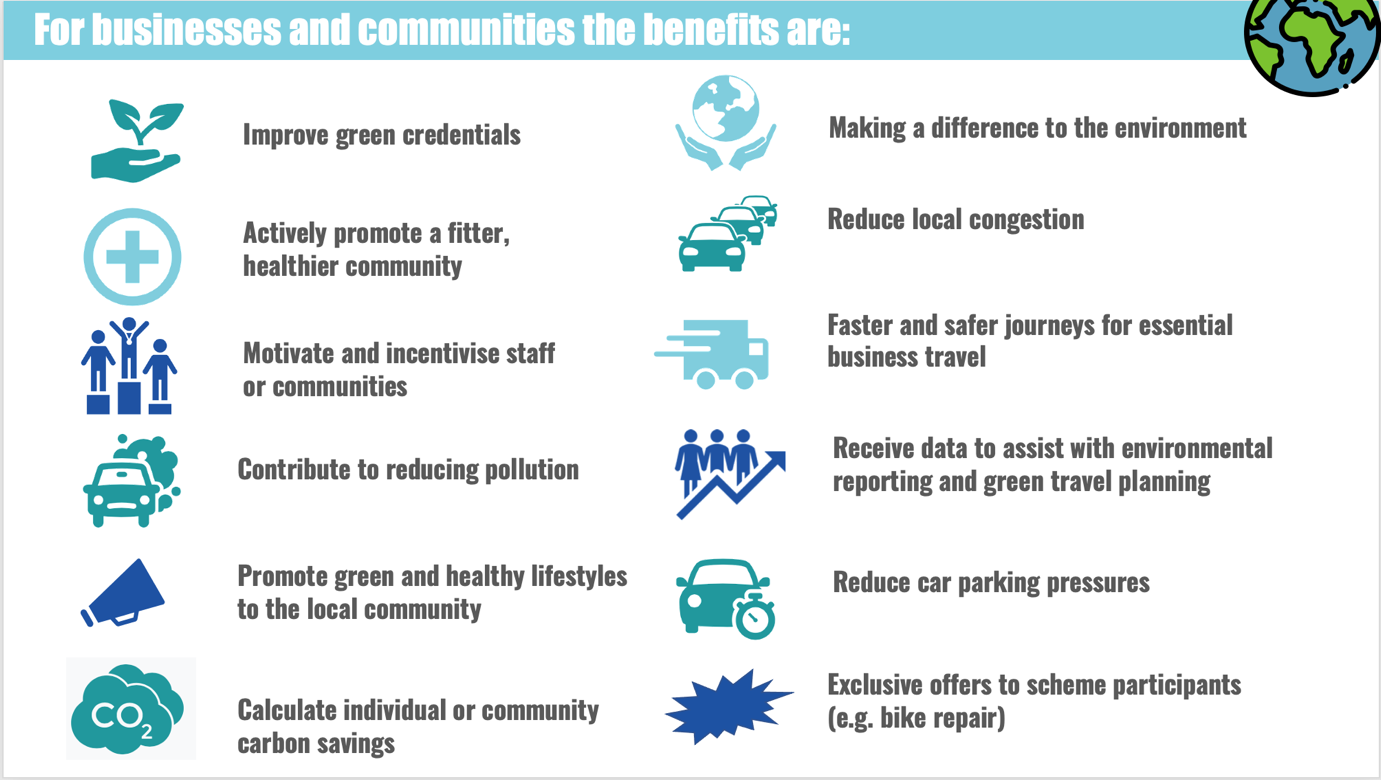 For businesses and communities the benefits are:
Improve green credentials
Actively promote a fitter,
healthier community
Motivate and incentivise staff
or communities
Contribute to reducing pollution
Promote green and healthy lifestyles
to the local community
CO2
Calculate individual or community
carbon savings
Making a difference to the environment
Reduce local congestion
Faster and safer journeys for essential
business travel
Receive data to assist with environmental
reporting and green travel planning
Reduce car parking pressures
Exclusive offers to scheme participants
(e.g. bike repair)